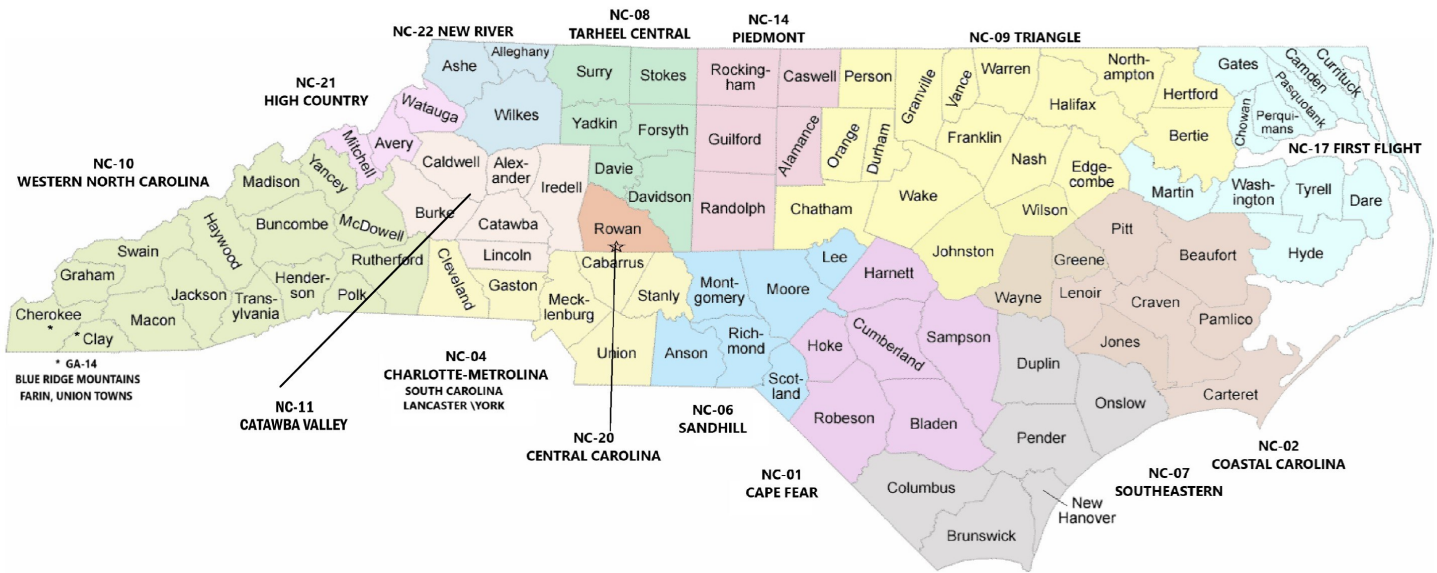 NC-22 NEW RIVER
NC-08
TARHEEL CENTRAL
NC-14
PIEDMONT
NC-09 TRIANGLE
NC-21
HIGH COUNTRY
NC-10
WESTERN NORTH CAROLINA
NC-17 FIRST FLIGHT
Ashe
Alleghany
Wilkes
Watauga
Avery
Mitchell
Surry
Stokes
Yadkin
Forsyth
Davie
Davidson
Rocking-
ham
Caswell
Guilford
Alamance
Randolph
Person
Granville
Vance
Warren
North-
ampton
Halifax
Hertford
Bertie
Orange
Durham
Franklin
Nash
Edge-
combe
Chatham
Wake
Wilson
Johnston
Gates
Currituck
Camden
Pasquotank
Chowan
Perqui-
mans
Martin
Wash-
ington
Tyrell
Dare
Hyde
Caldwell
Alex-
ander
Iredell
Burke
Catawba
Lincoln
Rowan
Cabarrus
Stanly
Cleveland
Gaston
Meck-
lenburg
Union
Madison
Yancey
McDowell
Buncombe
Haywood
Swain
Graham
Rutherford
Hender-
son
Polk
Jackson
Trans-
ylvania
Cherokee
*
Macon
* Clay
Mont-
gomery
Moore
Lee
Anson
Rich-
mond
Scot-
land
Harnett
Hoke
Cumberland
Sampson
Robeson
Bladen
Wayne
Greene
Pitt
Beaufort
Lenoir
Craven
Pamlico
Jones
Carteret
Duplin
Onslow
Pender
Columbus
Brunswick
New
Hanover
* GA-14
BLUE RIDGE MOUNTAINS
FARIN, UNION TOWNS
NC-11
CATAWBA VALLEY
NC-04
CHARLOTTE-METROLINA
SOUTH CAROLINA
LANCASTER \YORK
NC-20
CENTRAL CAROLINA
NC-06
SANDHILL
NC-01
CAPE FEAR
NC-07
SOUTHEASTERN
NC-02
COASTAL CAROLINA